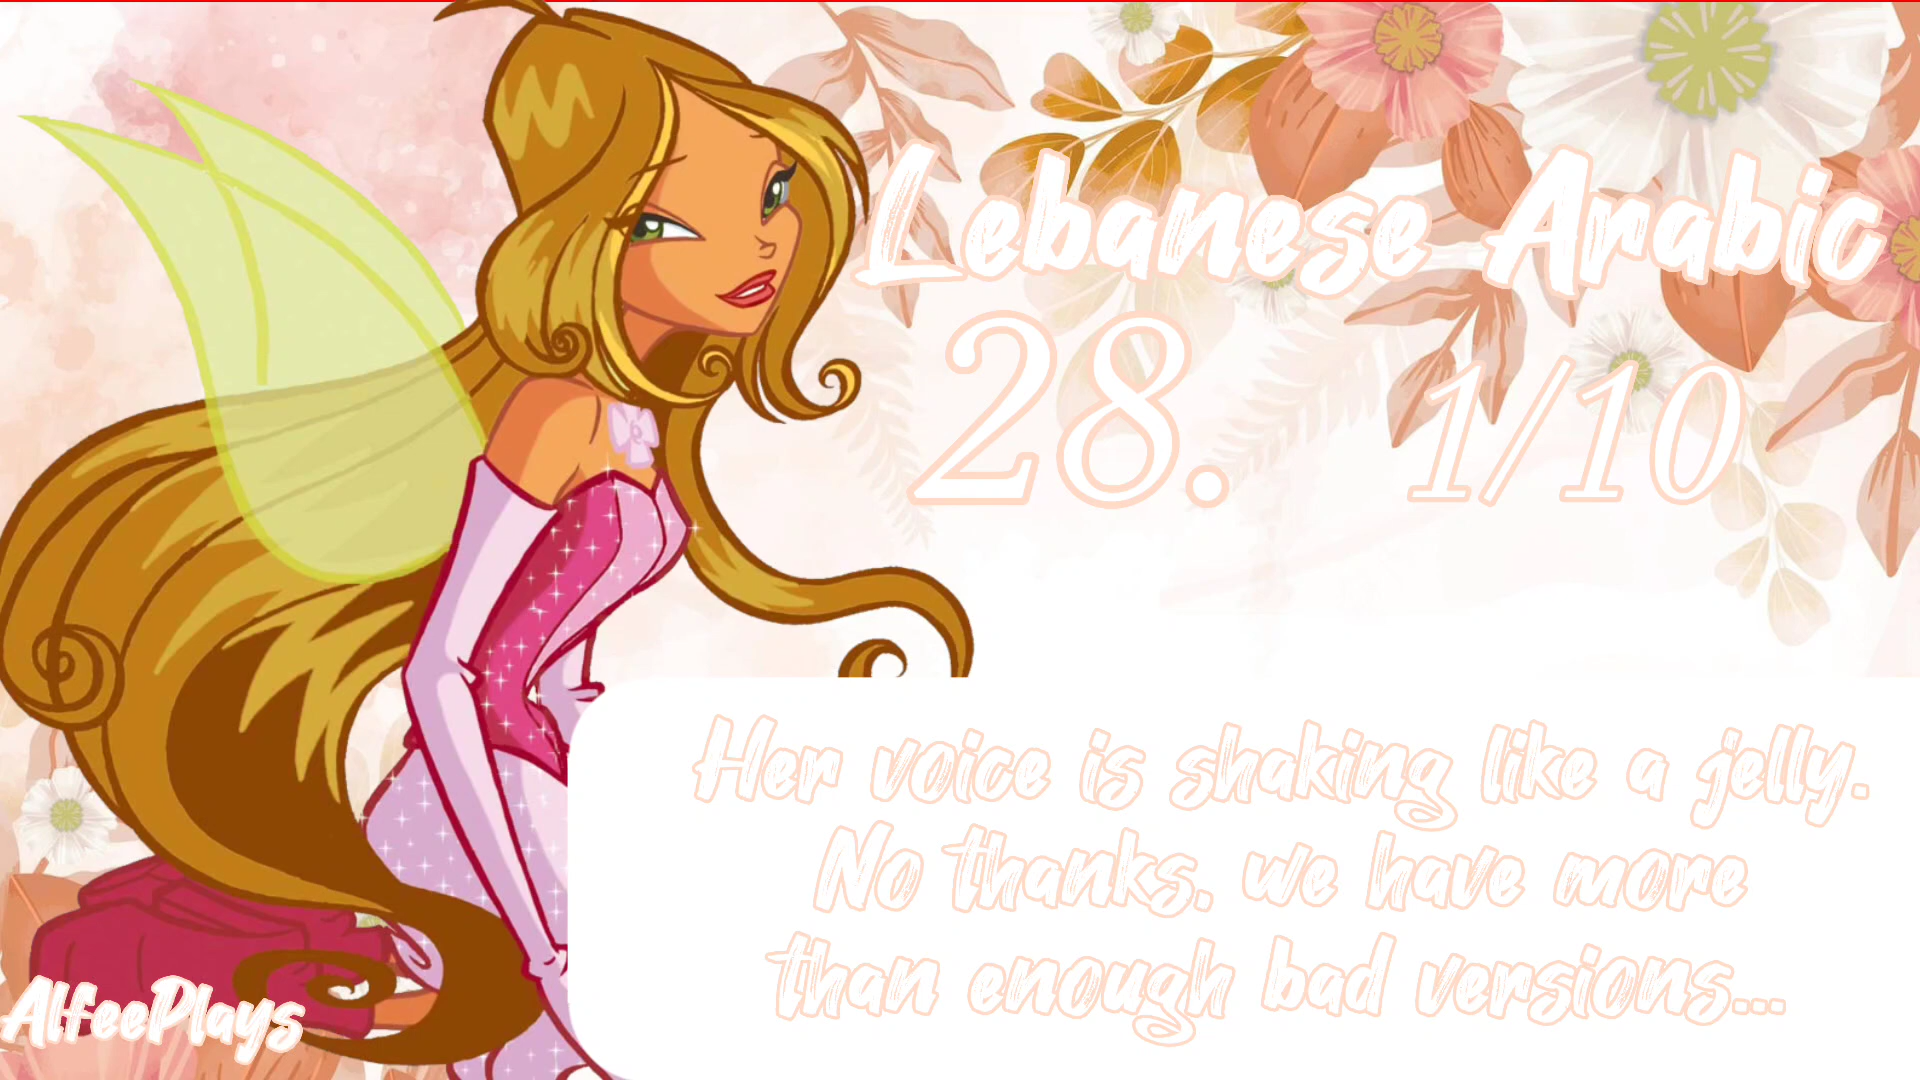 Lebanese Arabic
28. 1/10
Her voice is shaking like a jelly.
No thanks, we have more
than enough bad versions...
AlfeePlays